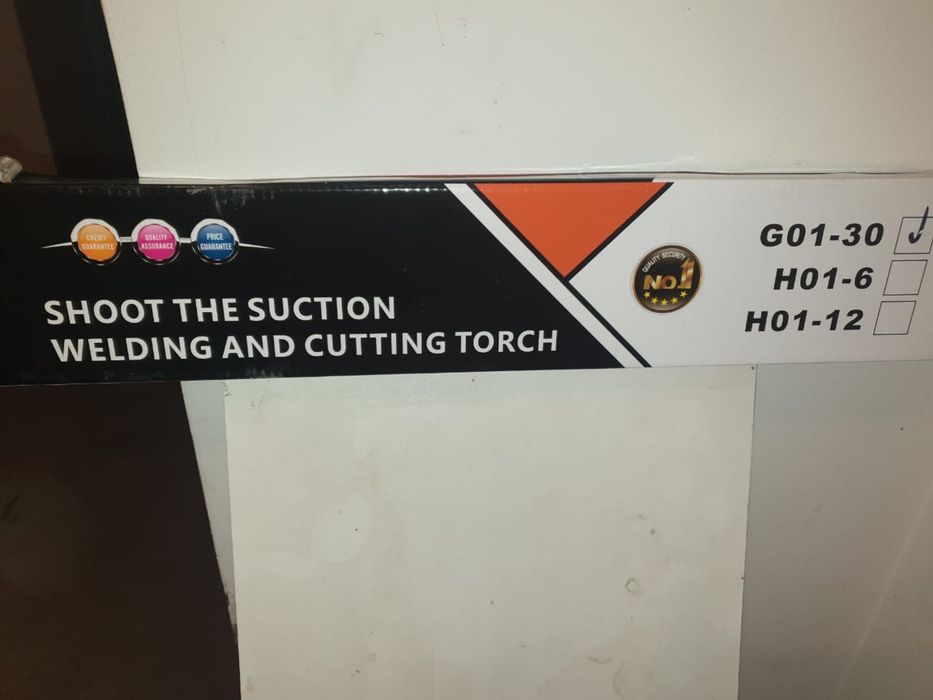 CREDIT
GUARANTEE
QUALITY
ASSURANCE
PRICE
GUARANTEE
SHOOT THE SUCTION
WELDING AND CUTTING TORCH
QUALITY SECURITY
NO.1
G01-30
H01-6
H01-12